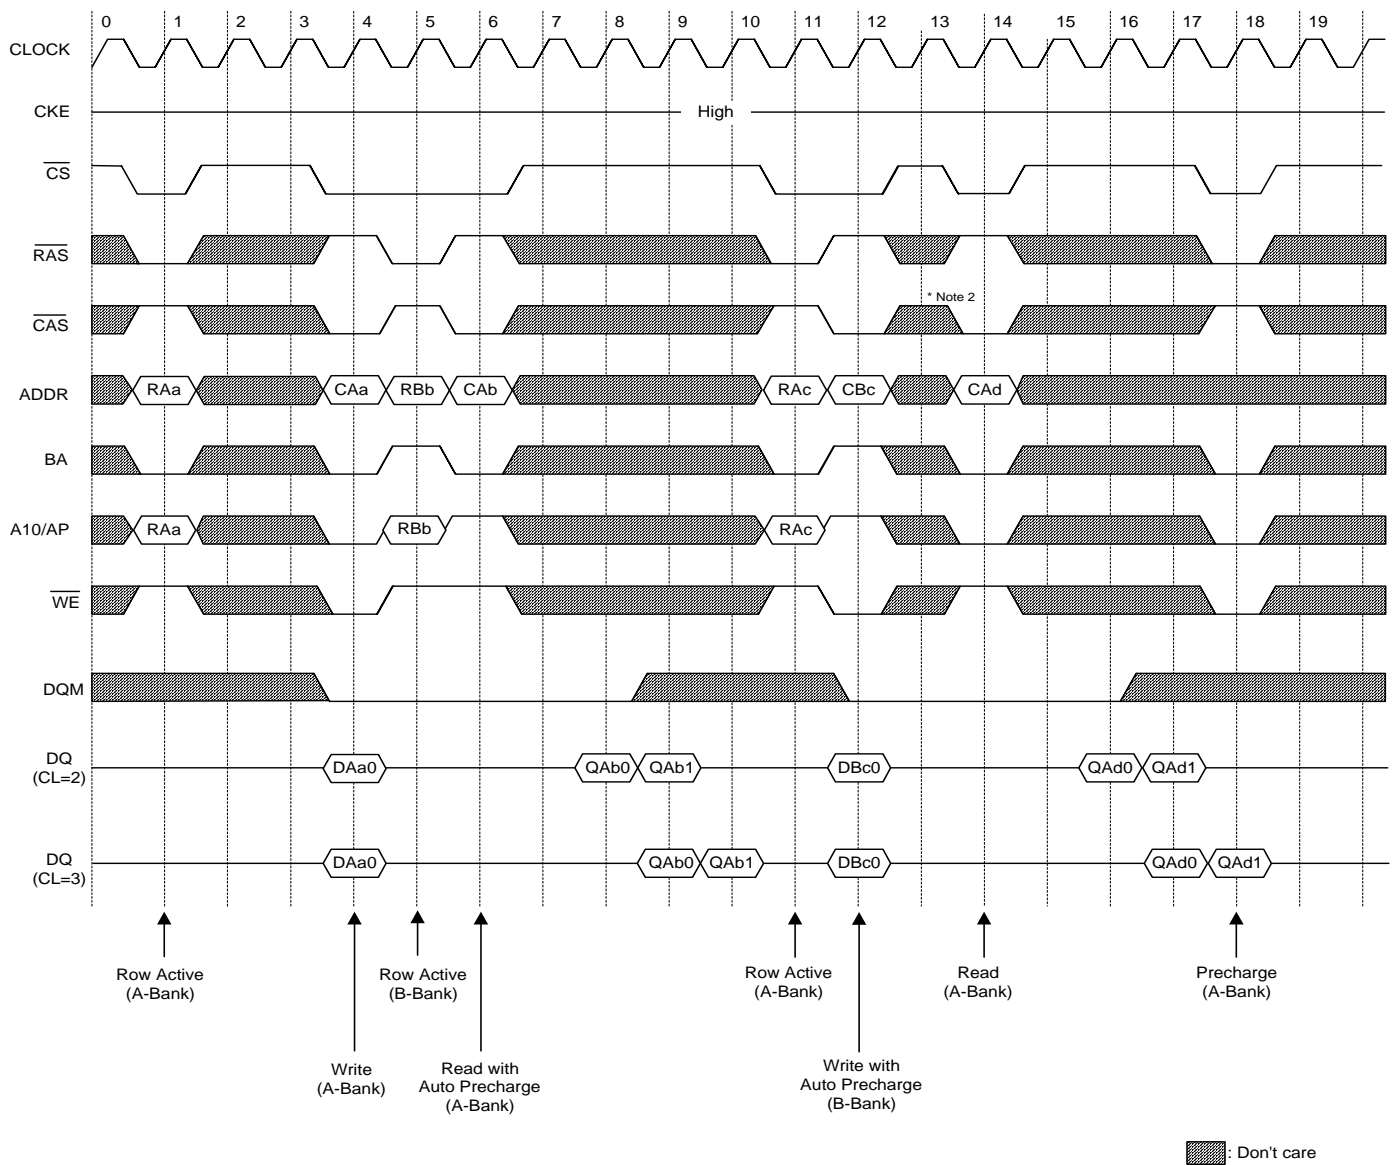 0 1 2 3 4 5 6 7 8 9 10 11 12 13 14 15 16 17 18 19
CLOCK
CKE High
CS
RAS
CAS * Note 2
ADDR RAa CAa RBb CAb RAc CBc CAd
BA
A10/AP RAa RBb RAc
WE
DQM
DQ
(CL=2) DAa0 QAb0 QAb1 DBc0 QAd0 QAd1
DQ
(CL=3) DAa0 QAb0 QAb1 DBc0 QAd0 QAd1
Row Active
(A-Bank)
Row Active
(B-Bank)
Row Active
(A-Bank)
Read
(A-Bank)
Precharge
(A-Bank)
Write
(A-Bank)
Read with
Auto Precharge
(A-Bank)
Write with
Auto Precharge
(B-Bank)
: Don't care